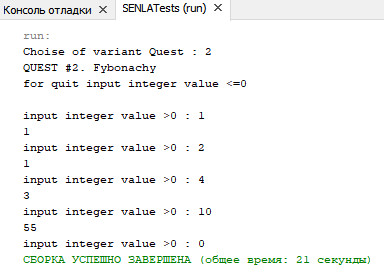 Консоль отладки × SENLATests (run) ×
run:
Choise of variant Quest : 2
QUEST #2. Fybonachy
for quit input integer value <=0
input integer value >0 : 1
1
input integer value >0 : 2
1
input integer value >0 : 4
3
input integer value >0 : 10
55
input integer value >0 : 0
СБОРКА УСПЕШНО ЗАВЕРШЕНА (общее время: 21 секунды)